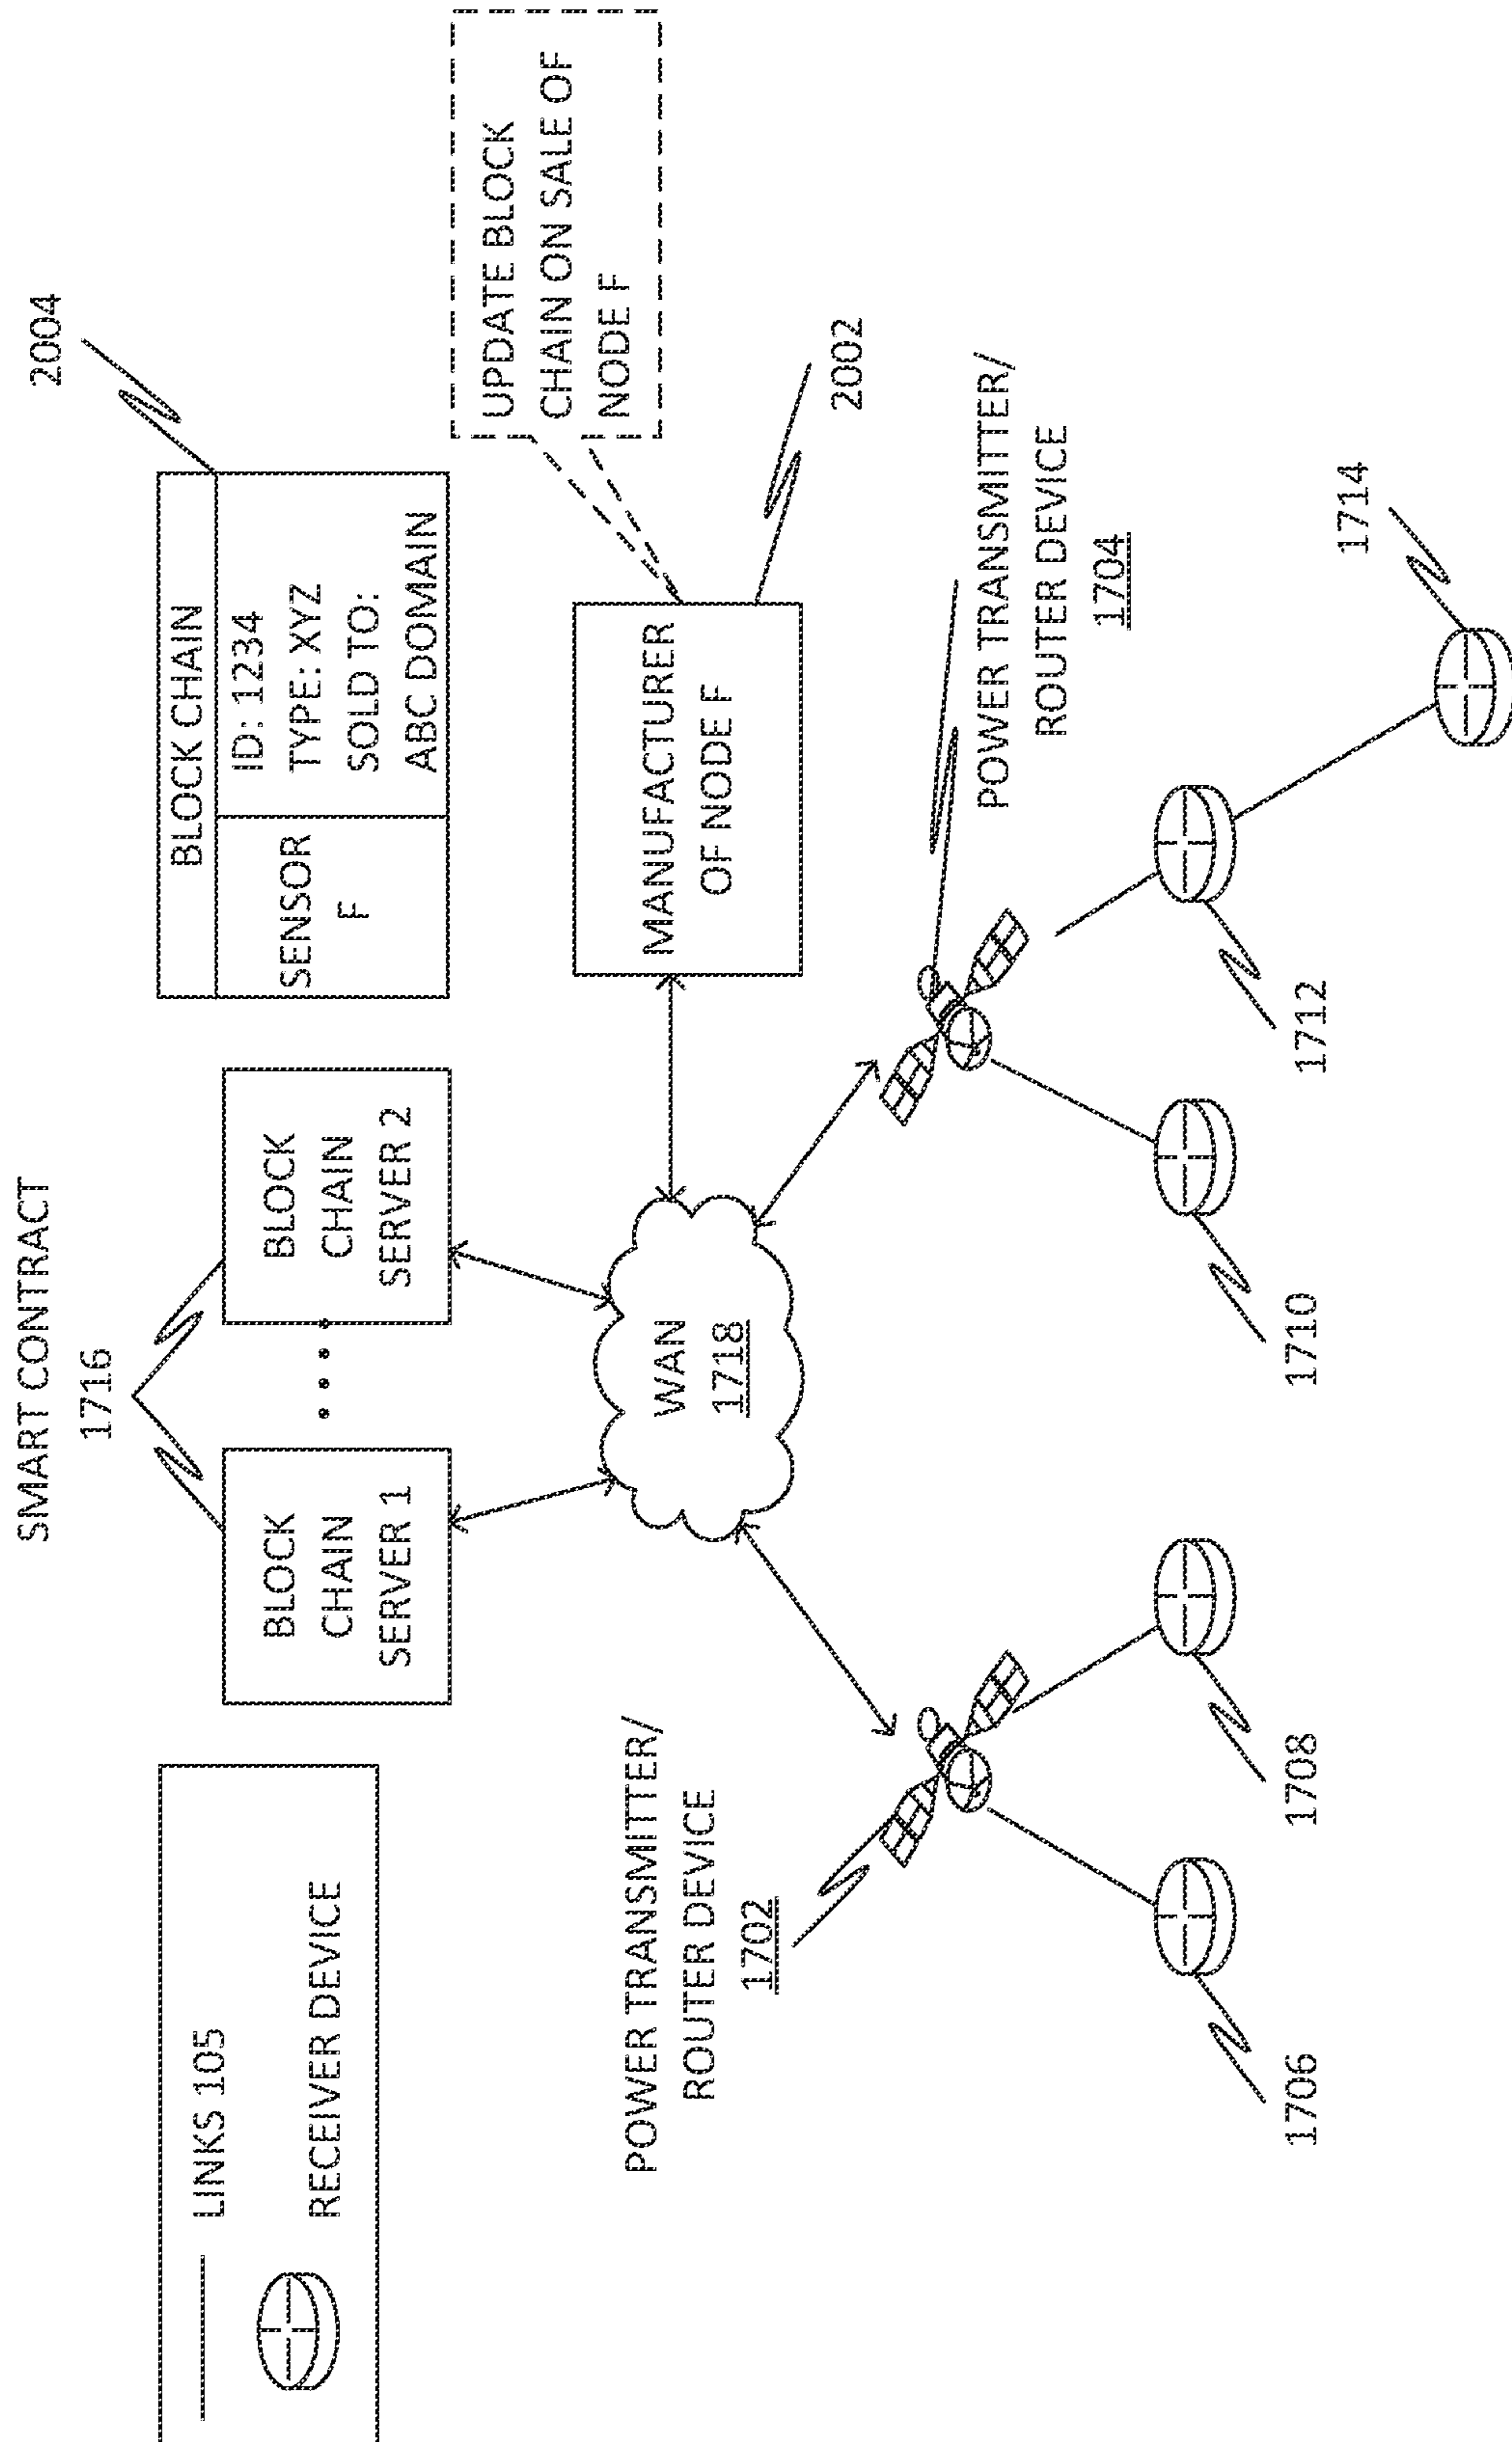 LINKS 105
RECEIVER DEVICE
SMART CONTRACT
1716
BLOCK
CHAIN
SERVER 1
BLOCK
CHAIN
SERVER 2
2004
BLOCK CHAIN
SENSOR
F
ID: 1234
TYPE: XYZ
SOLD TO:
ABC DOMAIN
UPDATE BLOCK
CHAIN ON SALE OF
NODE F
MANUFACTURER
OF NODE F
2002
WAN
1718
POWER TRANSMITTER/
ROUTER DEVICE
1702
POWER TRANSMITTER/
ROUTER DEVICE
1704
1706
1708
1710
1712
1714